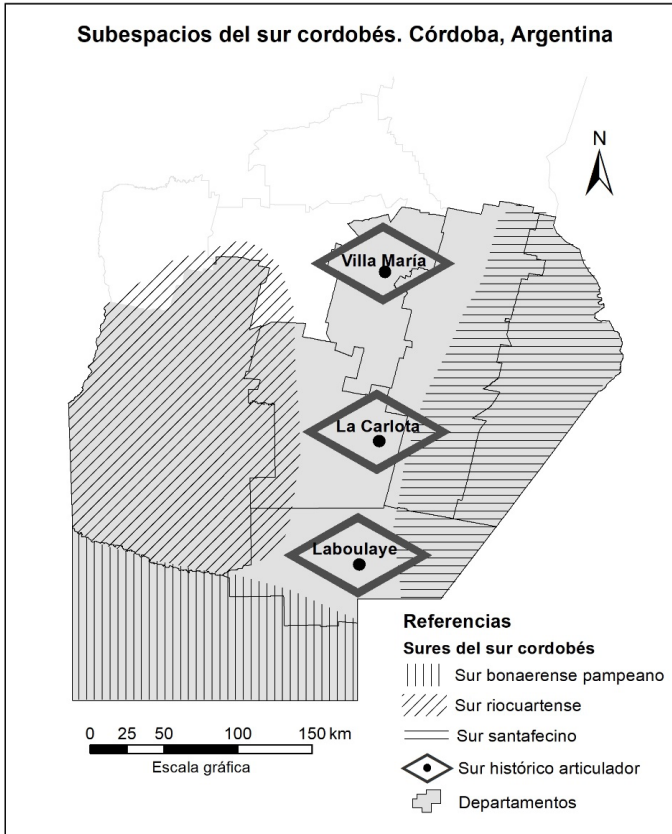 Subespacios del sur cordobés. Córdoba, Argentina
N
Villa María
La Carlota
Laboulaye
Referencias
Sures del sur cordobés
Sur bonaerense pampeano
Sur riocuartense
Sur santafecino
Sur histórico articulador
Departamentos
0 25 50 100 150 km
Escala gráfica